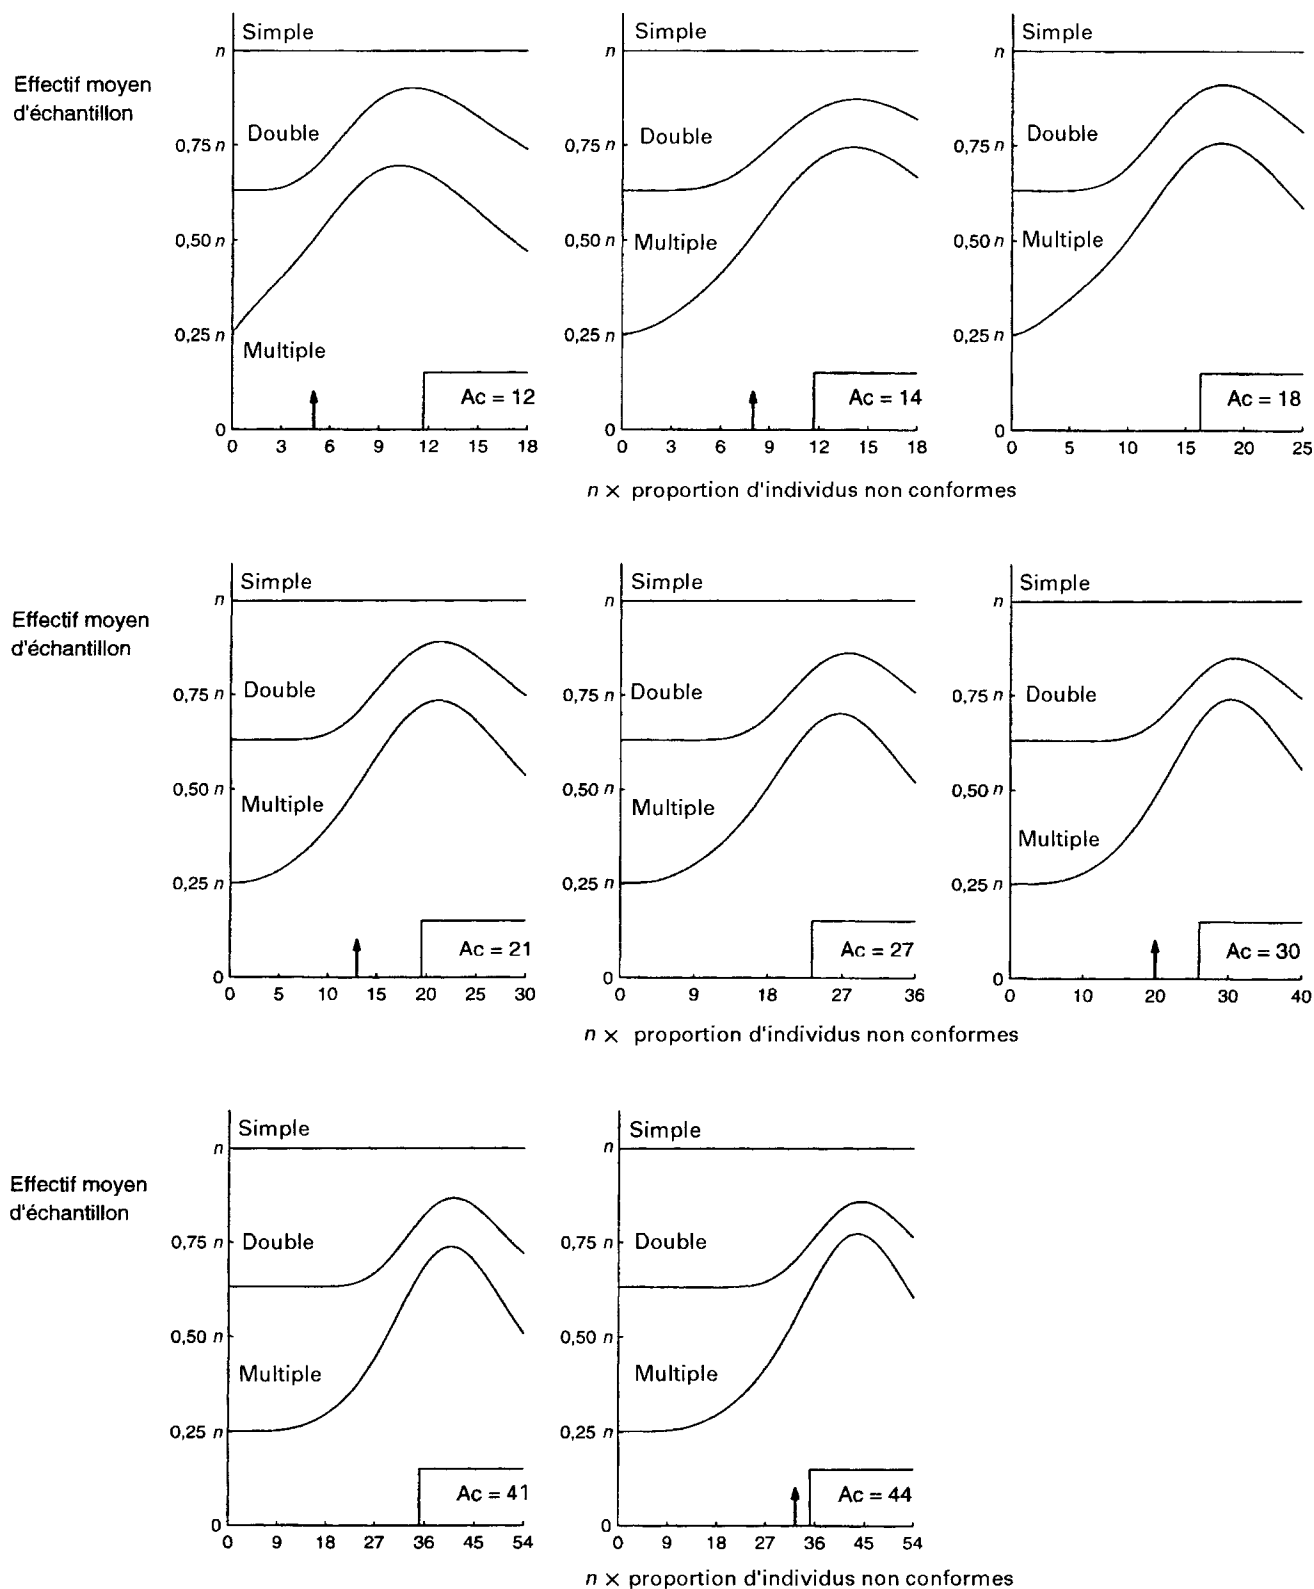 Simple Simple Simple
n n n
Effectif moyen
d'échantillon
Double Double Double
0,75 n 0,75 n 0,75 n
0,50 n Multiple 0,50 n Multiple
0,50 n
0,25 n 0,25 n 0,25 n
Multiple
Ac = 12 Ac = 14 Ac = 18
0 0 0
0 3 6 9 12 15 18 0 3 6 9 12 15 18 0 5 10 15 20 25
n × proportion d'individus non conformes
Simple Simple Simple
n n n
Effectif moyen
d'échantillon
0,75 n Double 0,75 n Double 0,75 n Double
0,50 n Multiple 0,50 n Multiple 0,50 n
Multiple
0,25 n 0,25 n 0,25 n
Ac = 21 Ac = 27 Ac = 30
0 0 0
0 5 10 15 20 25 30 0 9 18 27 36 0 10 20 30 40
n × proportion d'individus non conformes
Simple Simple
n n
Effectif moyen
d'échantillon
0,75 n Double 0,75 n Double
0,50 n 0,50 n
Multiple Multiple
0,25 n 0,25 n
Ac = 41 Ac = 44
0 0
0 9 18 27 36 45 54 0 9 18 27 36 45 54
n × proportion d'individus non conformes